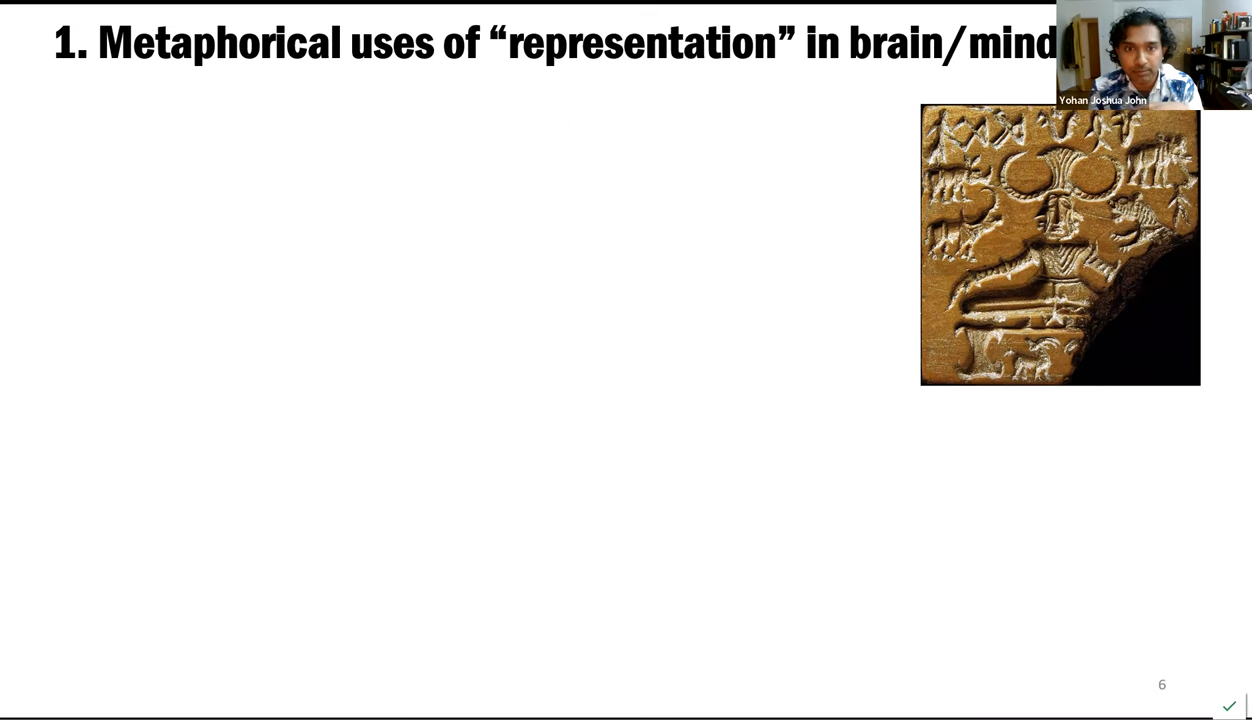 1. Metaphorical uses of “representation” in brain/mind
Yohan Joshua John
6